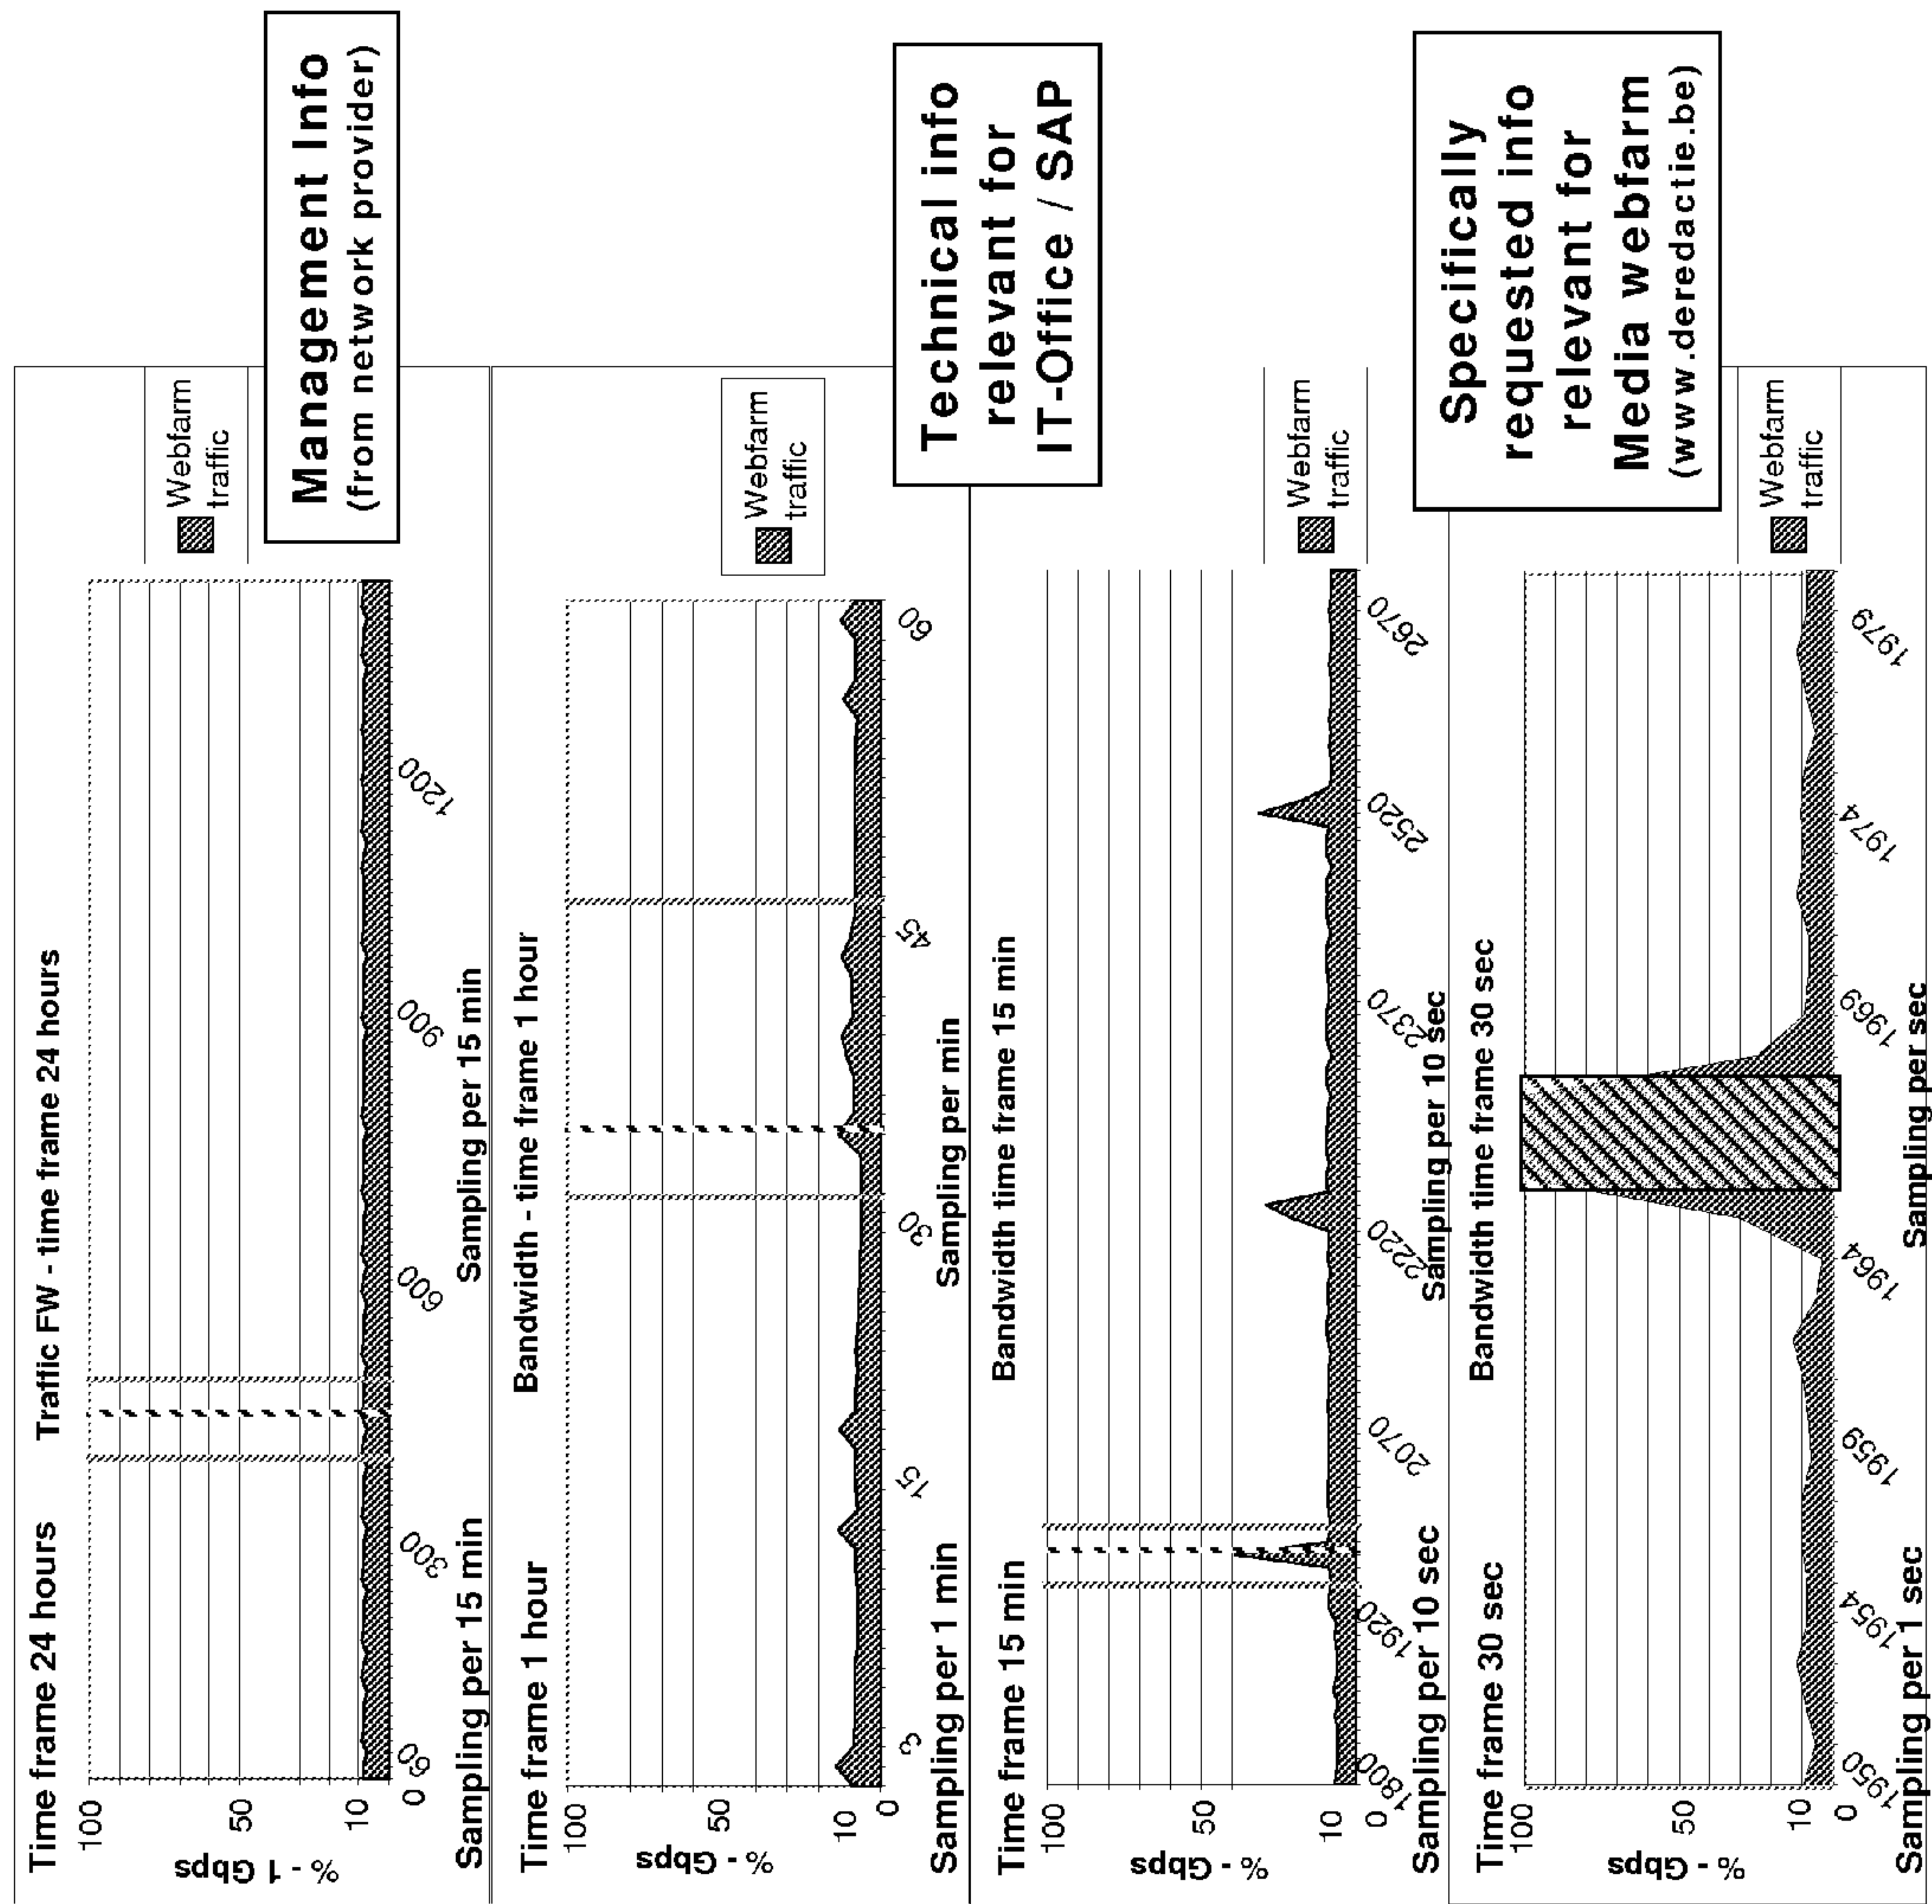 Time frame 24 hours
Traffic FW - time frame 24 hours
% - 1 Gbps
100
50
10
0
60
300
600
900
1200
Sampling per 15 min
Sampling per 15 min
Webfarm
traffic
Management Info
(from network provider)
Time frame 1 hour
Bandwidth - time frame 1 hour
% - Gbps
100
50
10
0
3
15
30
45
60
Sampling per 1 min
Sampling per min
Webfarm
traffic
Technical info
relevant for
IT-Office / SAP
Time frame 15 min
Bandwidth time frame 15 min
% - Gbps
100
50
10
0
1800
1920
2070
2220
2370
2520
2670
Sampling per 10 sec
Sampling per 10 sec
Webfarm
traffic
Specifically
requested info
relevant for
Media webfarm
(www.deredactie.be)
Time frame 30 sec
Bandwidth time frame 30 sec
% - Gbps
100
50
10
0
1950
1954
1959
1964
1969
1974
1979
Sampling per 1 sec
Sampling per sec
Webfarm
traffic